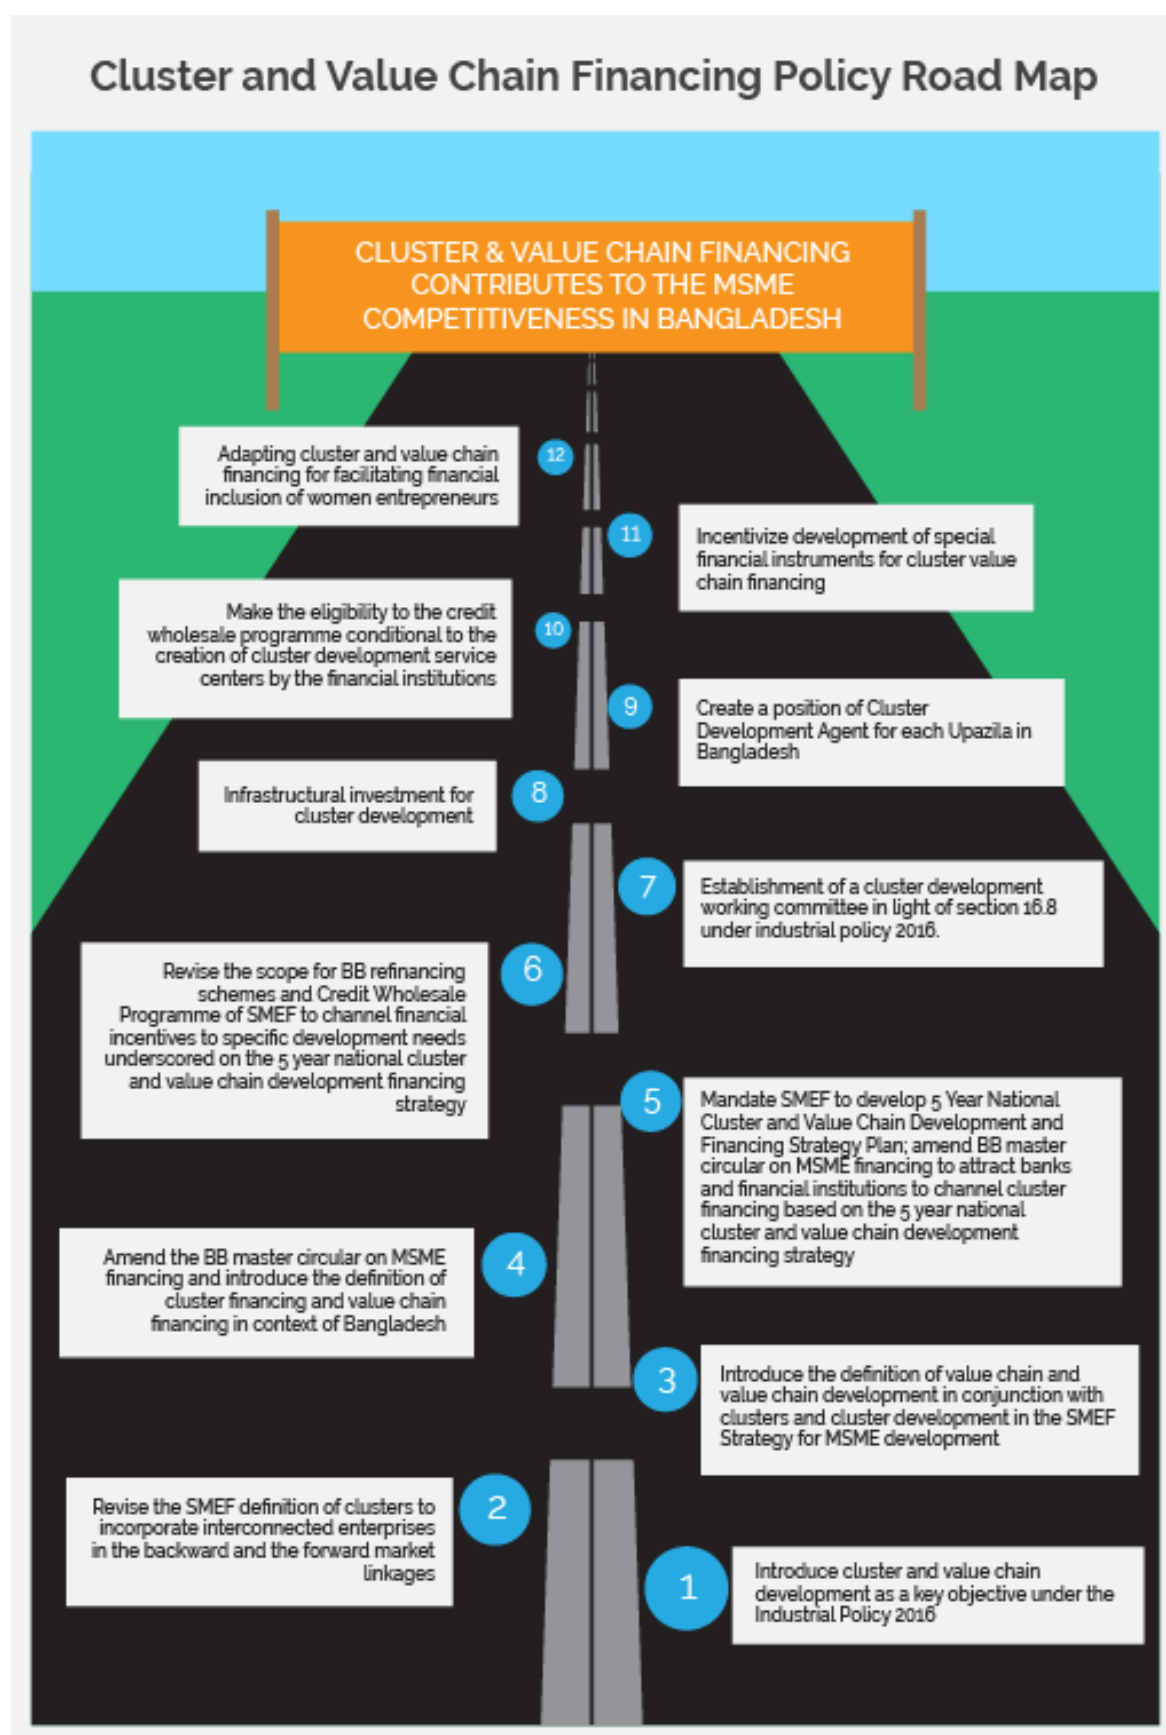 Cluster and Value Chain Financing Policy Road Map
CLUSTER & VALUE CHAIN FINANCING
CONTRIBUTES TO THE MSME
COMPETITIVENESS IN BANGLADESH
Adapting cluster and value chain
financing for facilitating financial
inclusion of women entrepreneurs
12
11
Incentivize development of special
financial instruments for cluster value
chain financing
Make the eligibility to the credit
wholesale programme conditional to the
creation of cluster development service
centers by the financial institutions
10
9
Create a position of Cluster
Development Agent for each Upazila in
Bangladesh
Infrastructural investment for
cluster development
8
7
Establishment of a cluster development
working committee in light of section 16.8
under industrial policy 2016.
Revise the scope for BB refinancing
schemes and Credit Wholesale
Programme of SMEF to channel financial
incentives to specific development needs
underscored on the 5 year national cluster
and value chain development financing
strategy
6
5
Mandate SMEF to develop 5 Year National
Cluster and Value Chain Development and
Financing Strategy Plan; amend BB master
circular on MSME financing to attract banks
and financial institutions to channel cluster
financing based on the 5 year national
cluster and value chain development
financing strategy
Amend the BB master circular on MSME
financing and introduce the definition of
cluster financing and value chain
financing in context of Bangladesh
4
3
Introduce the definition of value chain and
value chain development in conjunction with
clusters and cluster development in the SMEF
Strategy for MSME development
Revise the SMEF definition of clusters to
incorporate interconnected enterprises
in the backward and the forward market
linkages
2
1
Introduce cluster and value chain
development as a key objective under the
Industrial Policy 2016